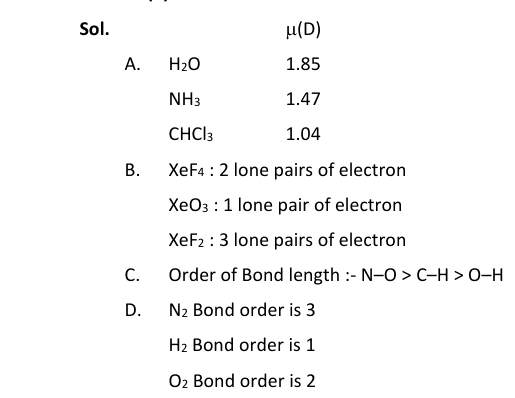 Sol. μ(D)
A. H₂O 1.85
NH₃ 1.47
CHCl₃ 1.04
B. XeF₄ : 2 lone pairs of electron
XeO₃ : 1 lone pair of electron
XeF₂ : 3 lone pairs of electron
C. Order of Bond length :- N–O > C–H > O–H
D. N₂ Bond order is 3
H₂ Bond order is 1
O₂ Bond order is 2